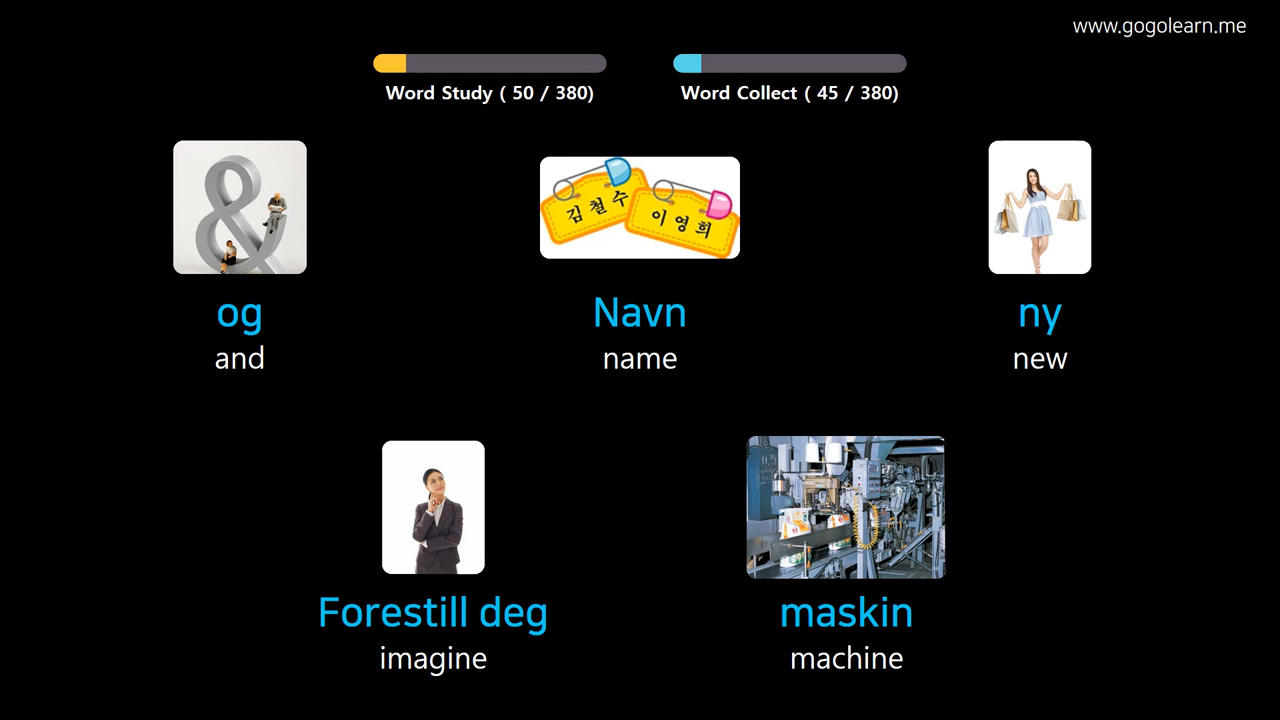 www.gogolearn.me
Word Study ( 50 / 380)
Word Collect ( 45 / 380)
김철수
이영희
og
and
Navn
name
ny
new
Forestill deg
imagine
maskin
machine